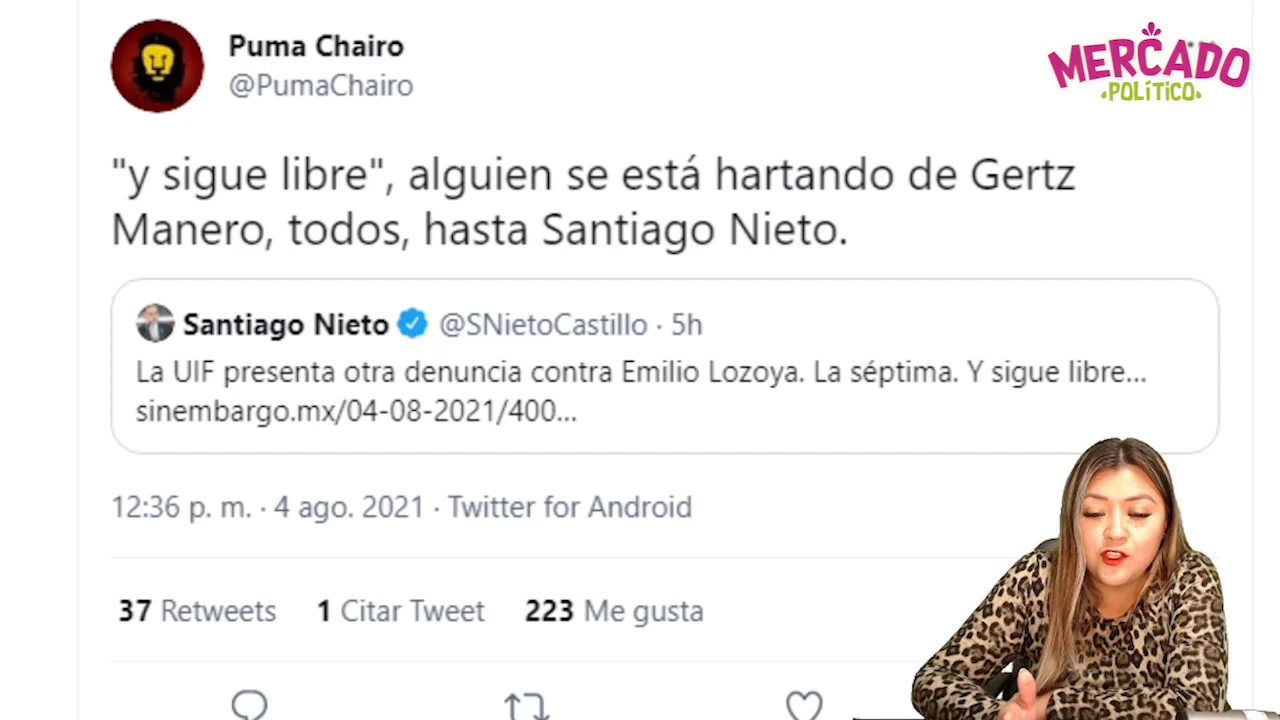 Puma Chairo
@PumaChairo
MERCADO
POLÍTICO
"y sigue libre", alguien se está hartando de Gertz
Manero, todos, hasta Santiago Nieto.
Santiago Nieto @SNietoCastillo · 5h
La UIF presenta otra denuncia contra Emilio Lozoya. La séptima. Y sigue libre...
sinembargo.mx/04-08-2021/400...
12:36 p. m. · 4 ago. 2021 · Twitter for Android
37 Retweets 1 Citar Tweet 223 Me gusta